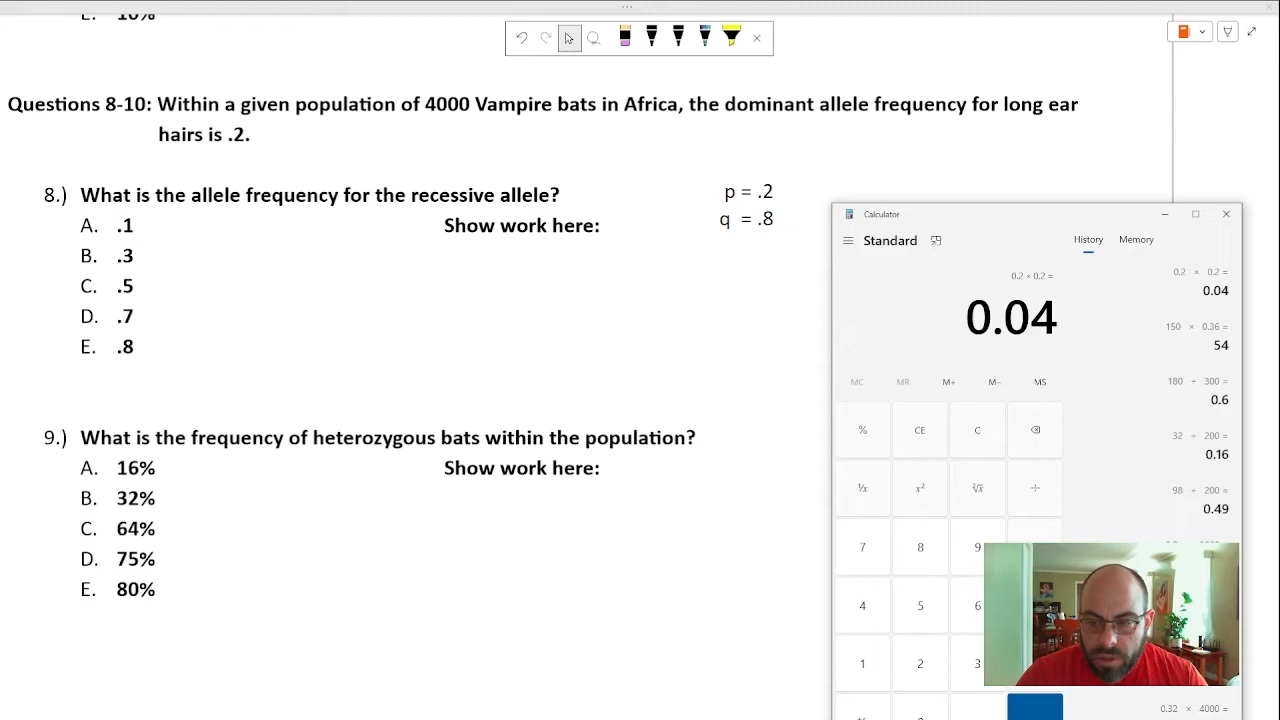 Questions 8-10: Within a given population of 4000 Vampire bats in Africa, the dominant allele frequency for long ear
hairs is .2.
8.) What is the allele frequency for the recessive allele?
p = .2
q = .8
A. .1
Show work here:
B. .3
C. .5
D. .7
E. .8
9.) What is the frequency of heterozygous bats within the population?
A. 16%
Show work here:
B. 32%
C. 64%
D. 75%
E. 80%
Calculator
Standard
History Memory
0.2 × 0.2 =
0.04
MC MR M+ M- MS
% CE C
¹/x x² ²√x ÷
7 8 9
4 5 6
1 2 3
0.2 × 0.2 =
0.04
150 × 0.36 =
54
180 ÷ 300 =
0.6
32 ÷ 200 =
0.16
98 ÷ 200 =
0.49
0.32 × 4000 =